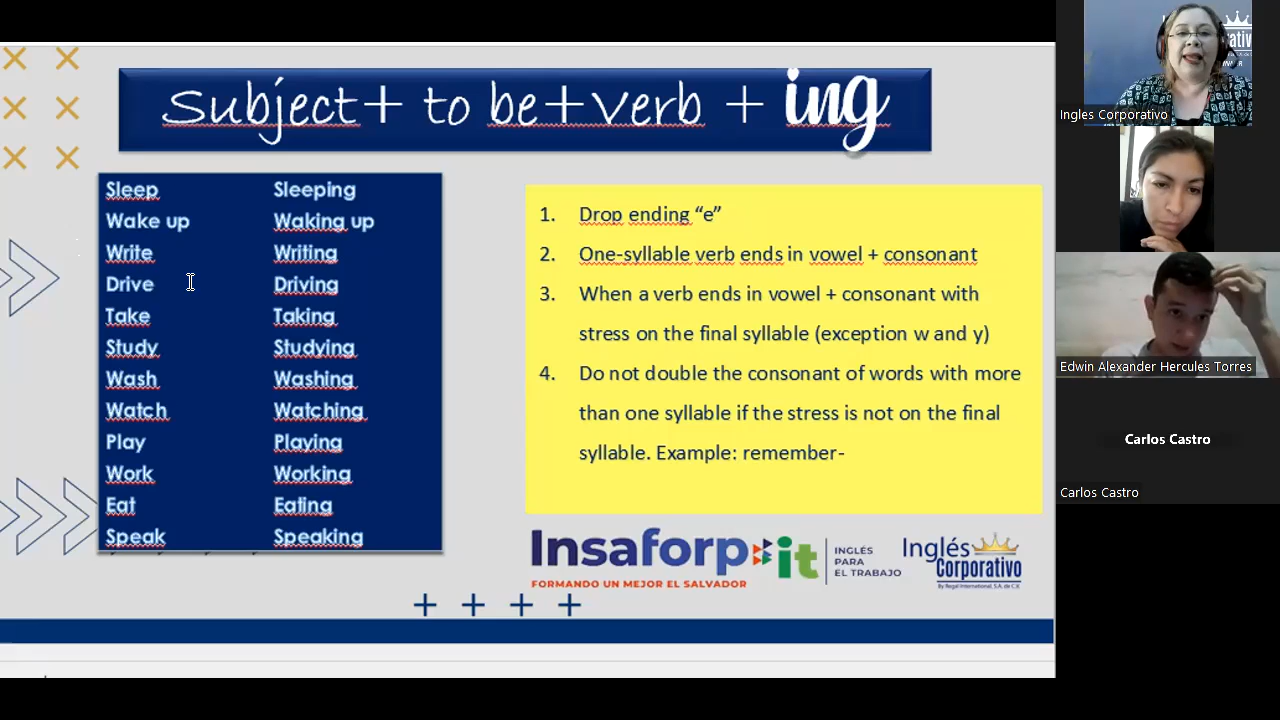 Subject+ to be+verb + ing
Sleep Sleeping
Wake up Waking up
Write Writing
Drive Driving
Take Taking
Study Studying
Wash Washing
Watch Watching
Play Playing
Work Working
Eat Eating
Speak Speaking
1. Drop ending “e”
2. One-syllable verb ends in vowel + consonant
3. When a verb ends in vowel + consonant with
stress on the final syllable (exception w and y)
4. Do not double the consonant of words with more
than one syllable if the stress is not on the final
syllable. Example: remember-
Insaforp
FORMANDO UN MEJOR EL SALVADOR
it
INGLÉS
PARA
EL TRABAJO
Inglés
Corporativo
By Regal International, S.A. de C.V.
Ingles Corporativo
Edwin Alexander Hercules Torres
Carlos Castro
Carlos Castro